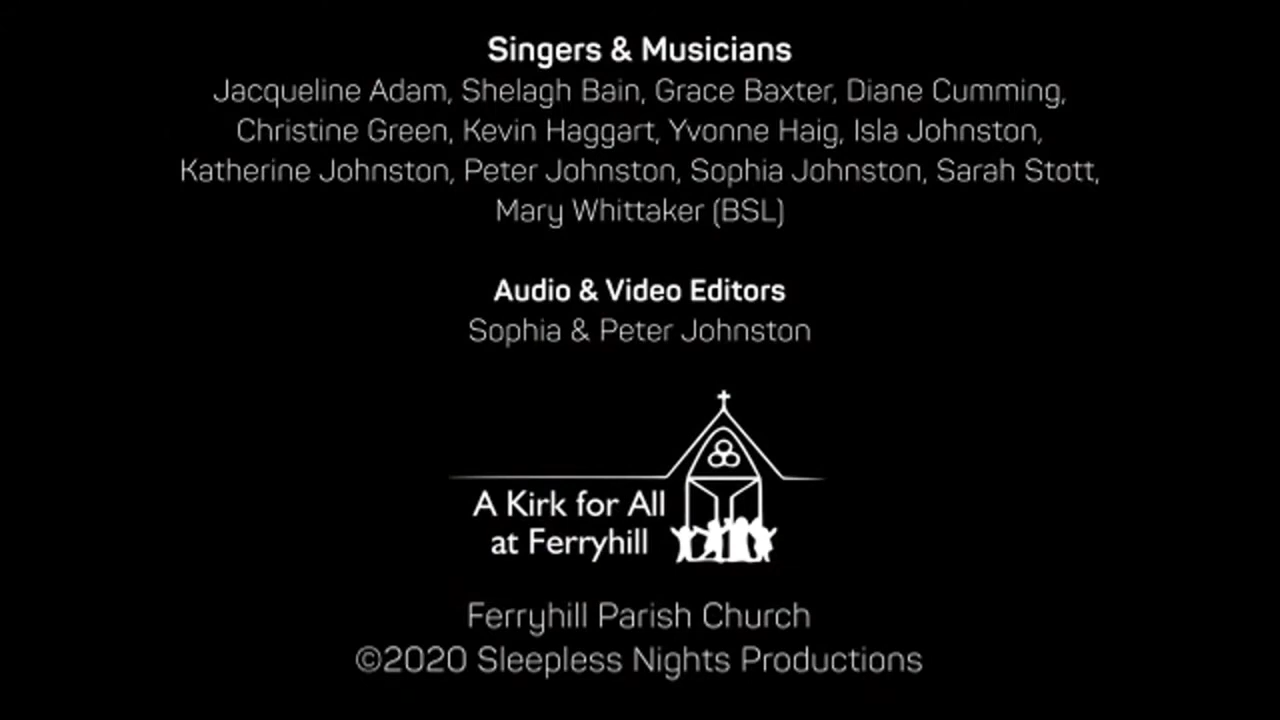 Singers & Musicians
Jacqueline Adam, Shelagh Bain, Grace Baxter, Diane Cumming,
Christine Green, Kevin Haggart, Yvonne Haig, Isla Johnston,
Katherine Johnston, Peter Johnston, Sophia Johnston, Sarah Stott,
Mary Whittaker (BSL)
Audio & Video Editors
Sophia & Peter Johnston
A Kirk for All
at Ferryhill
Ferryhill Parish Church
©2020 Sleepless Nights Productions